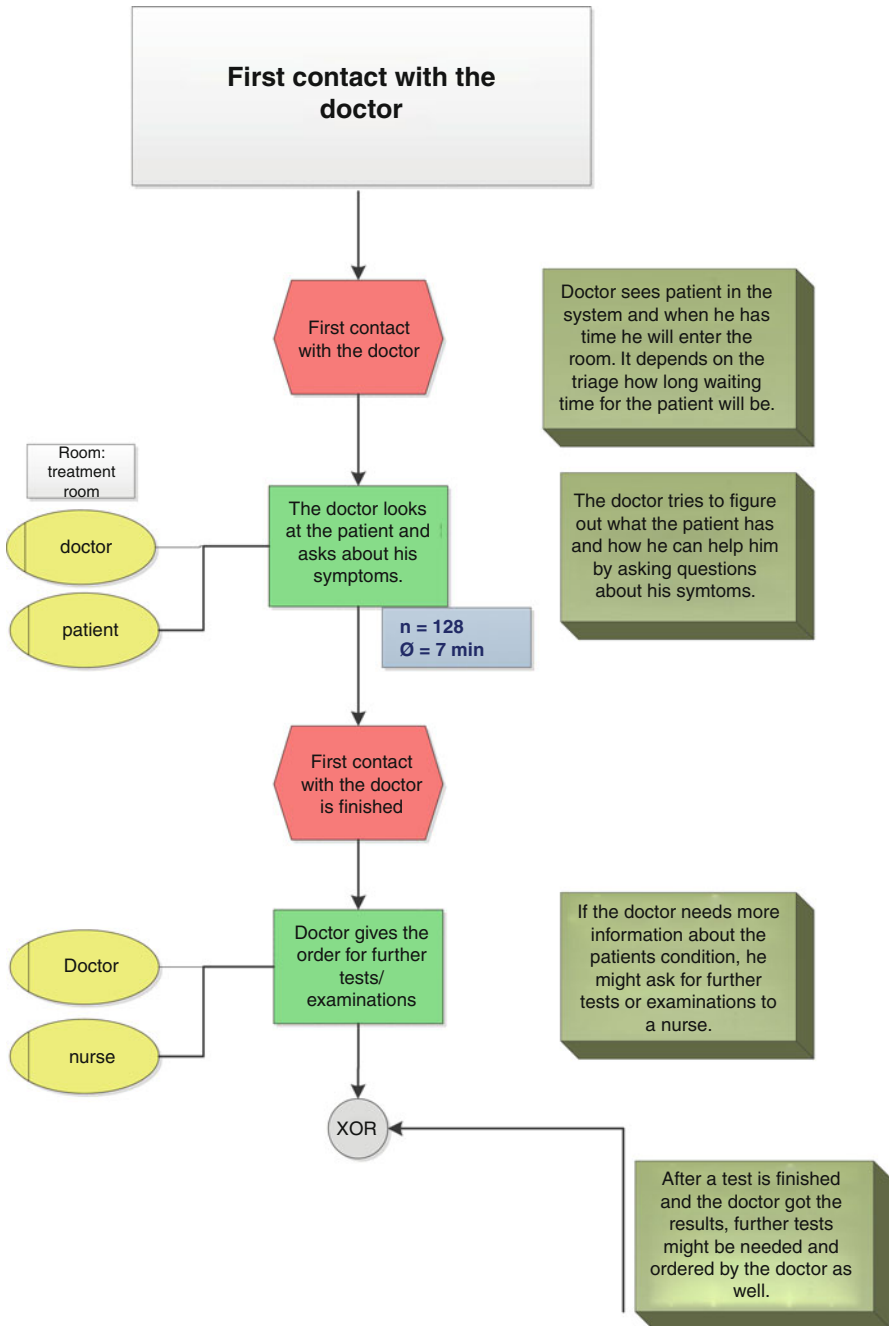 First contact with the
doctor
First contact
with the doctor
Doctor sees patient in the
system and when he has
time he will enter the
room. It depends on the
triage how long waiting
time for the patient will be.
Room:
treatment
room
doctor
patient
The doctor looks
at the patient and
asks about his
symptoms.
n = 128
Ø = 7 min
The doctor tries to figure
out what the patient has
and how he can help him
by asking questions
about his symtoms.
First contact
with the doctor
is finished
Doctor
nurse
Doctor gives the
order for further
tests/
examinations
If the doctor needs more
information about the
patients condition, he
might ask for further
tests or examinations to
a nurse.
XOR
After a test is finished
and the doctor got the
results, further tests
might be needed and
ordered by the doctor as
well.